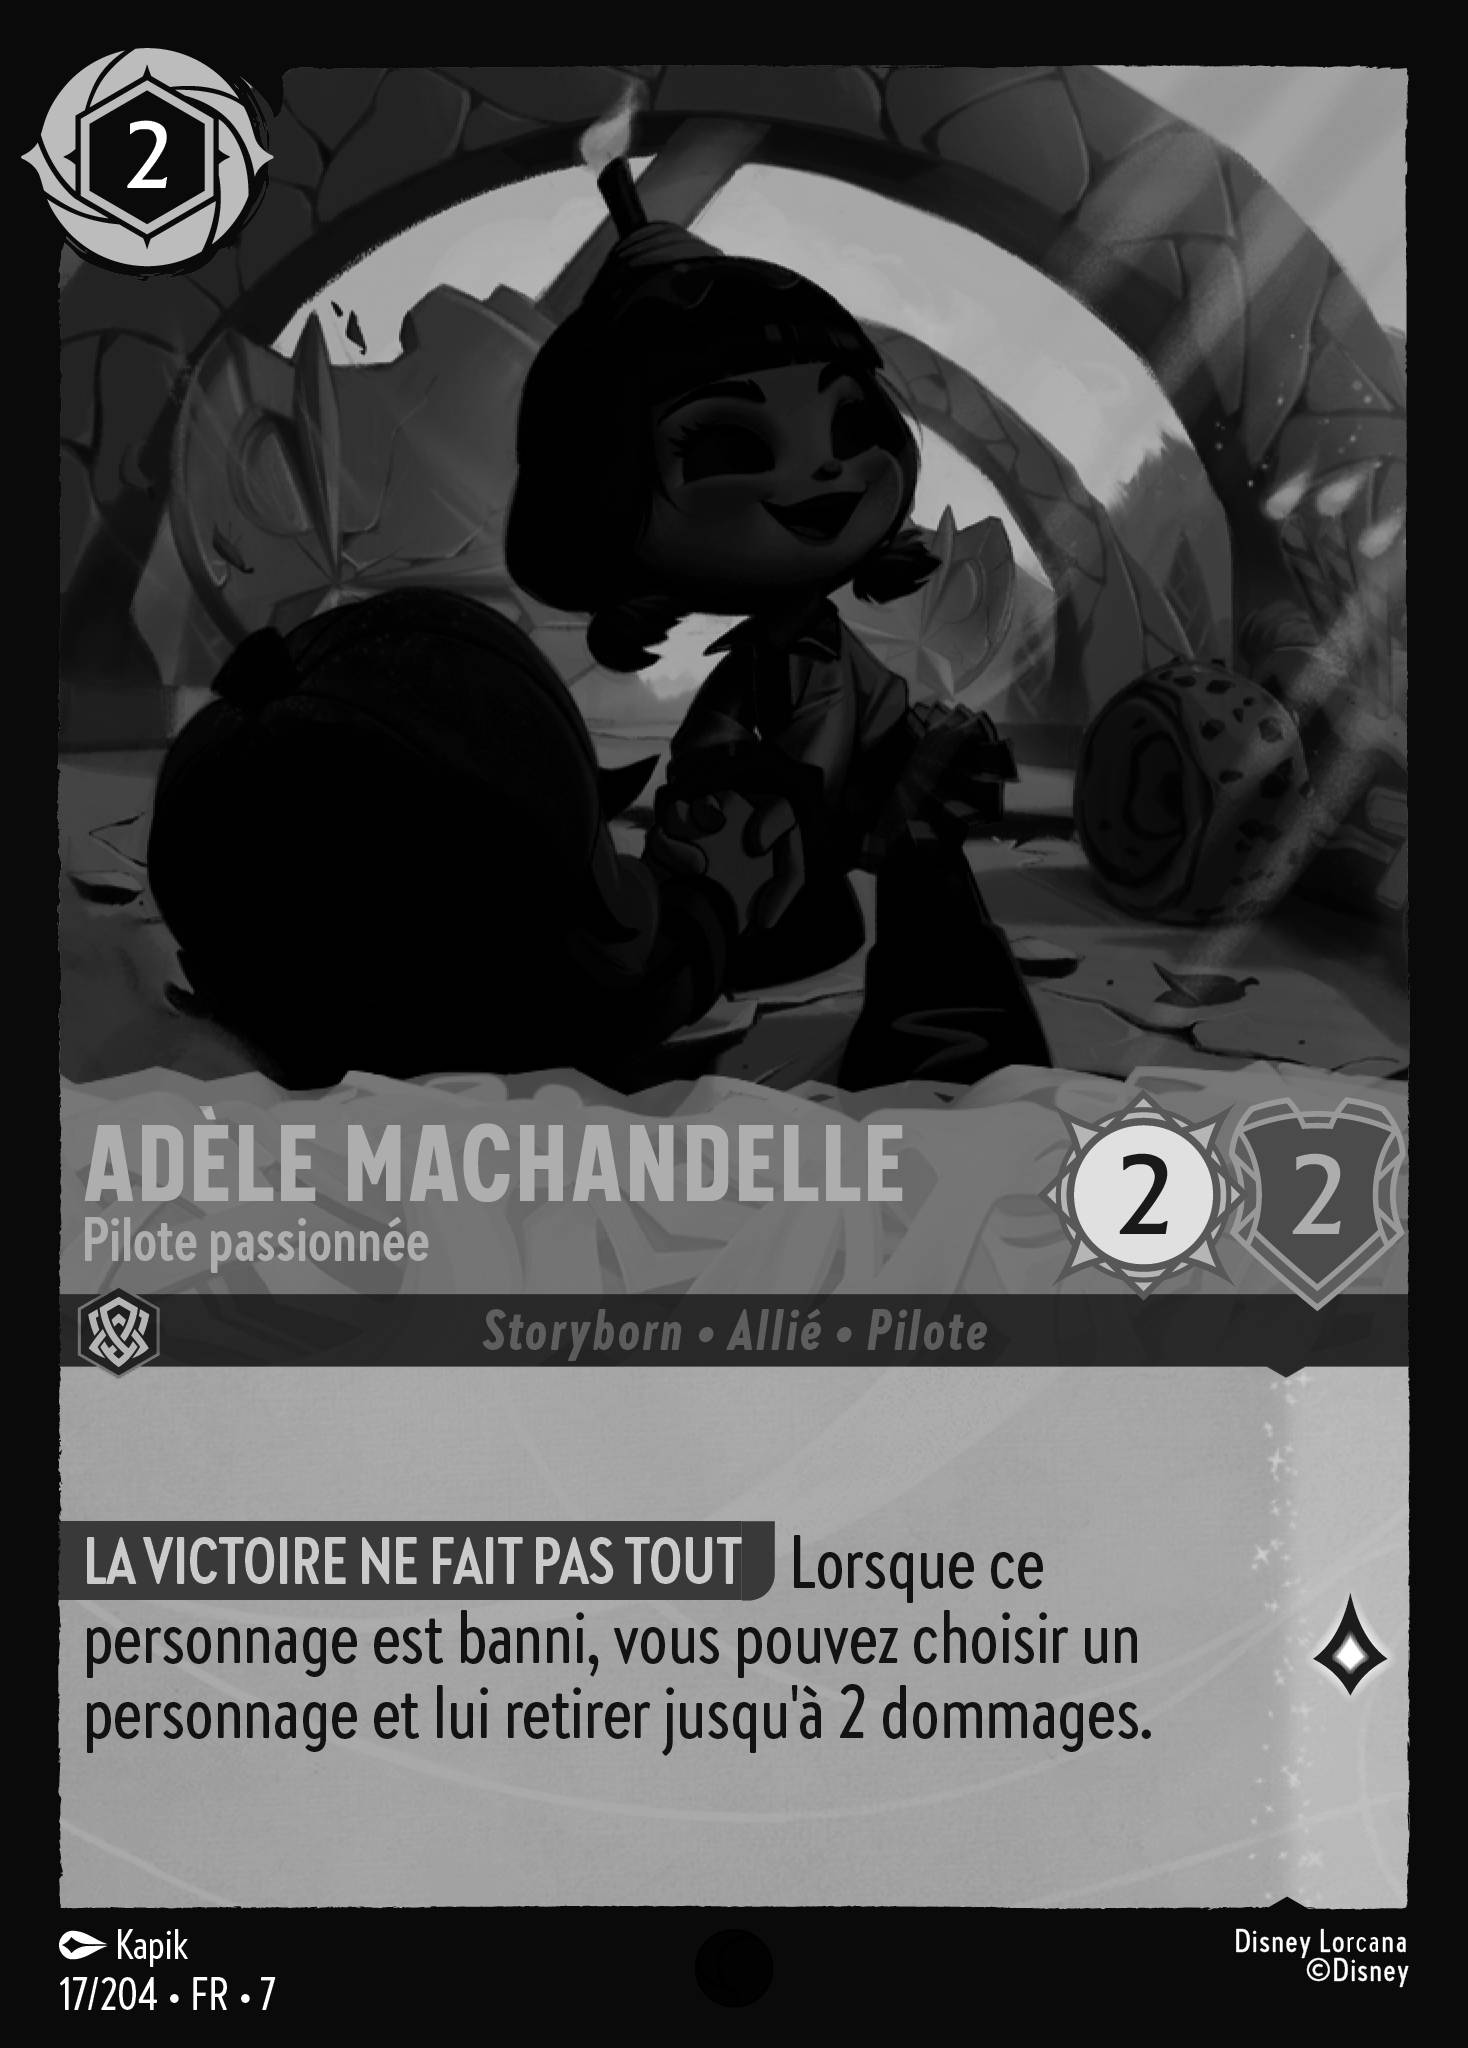 2
ADÈLE MACHANDELLE
Pilote passionnée
2
2
Storyborn • Allié • Pilote
LA VICTOIRE NE FAIT PAS TOUT Lorsque ce
personnage est banni, vous pouvez choisir un
personnage et lui retirer jusqu'à 2 dommages.
Kapik
17/204 • FR • 7
Disney Lorcana
©Disney